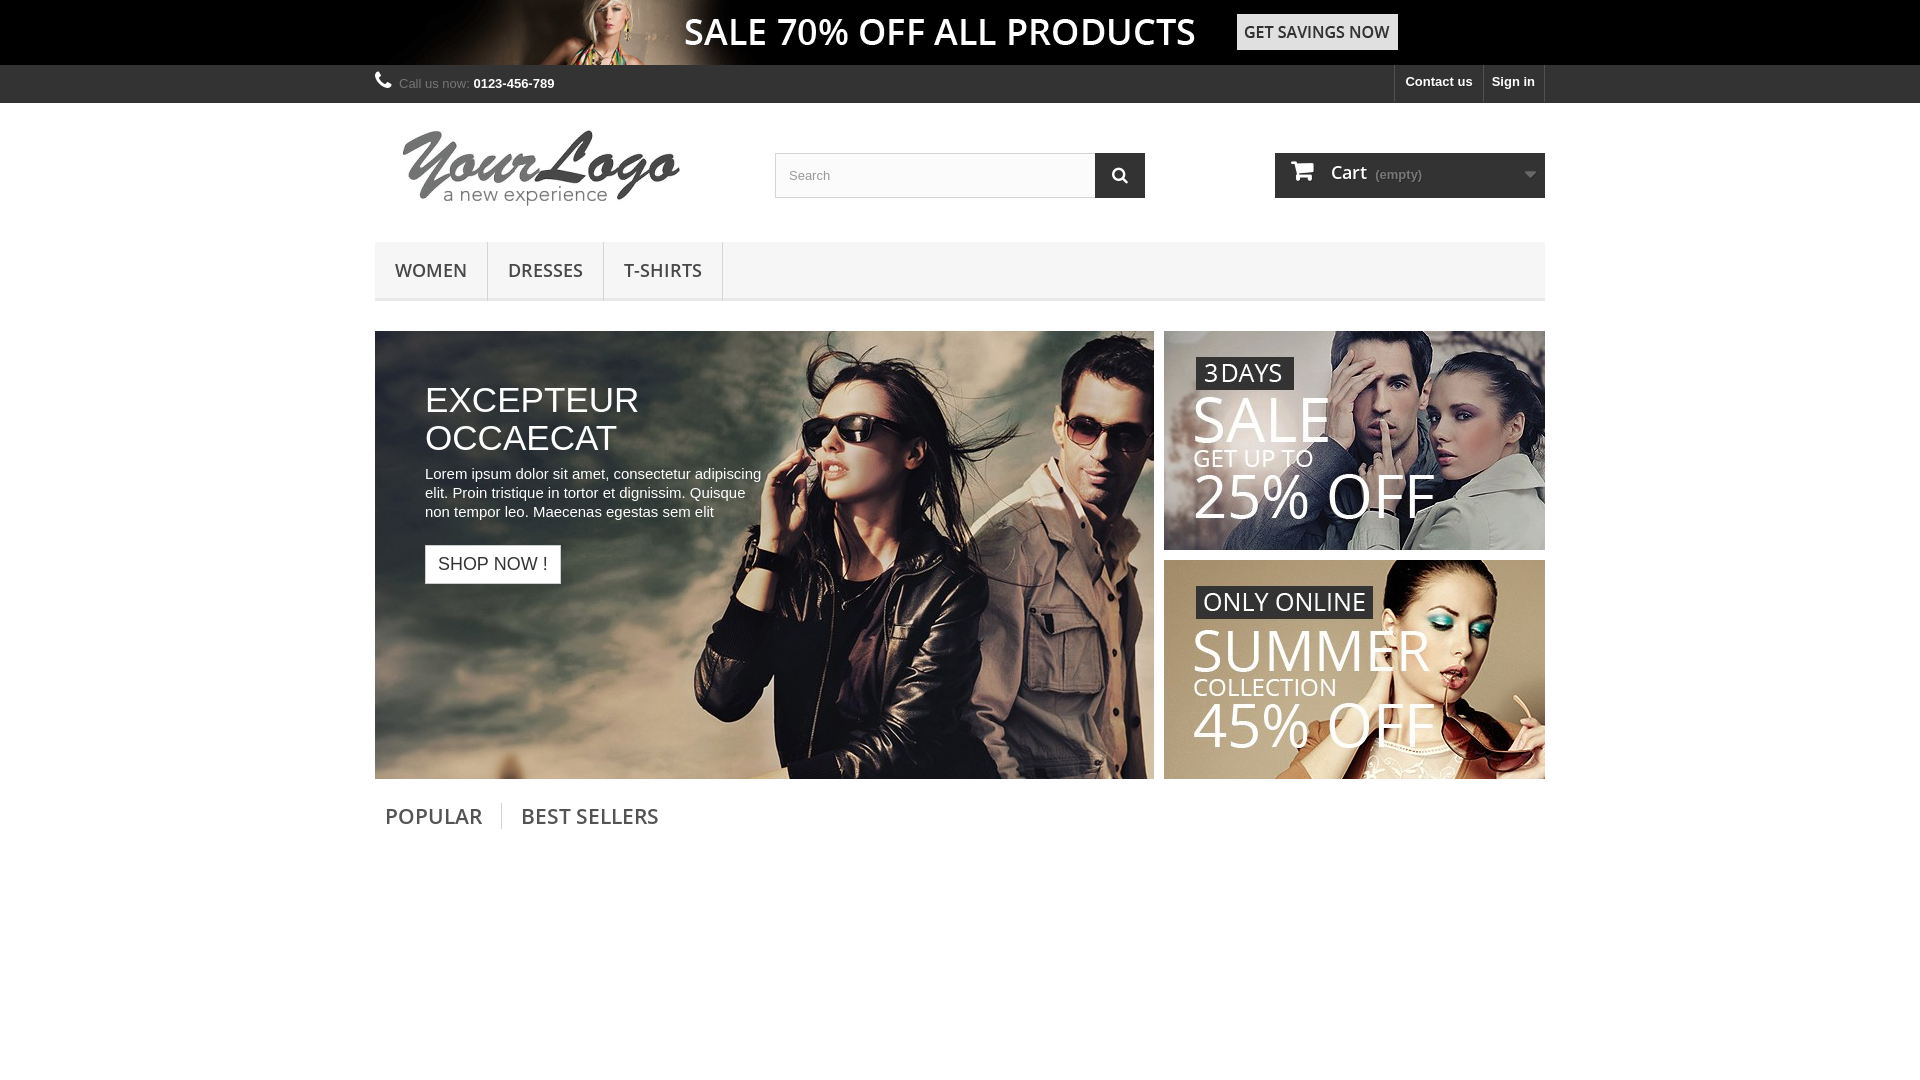 SALE 70% OFF ALL PRODUCTS
GET SAVINGS NOW
Call us now: 0123-456-789
Contact us
Sign in
YourLogo
a new experience
Search
Cart (empty)
WOMEN
DRESSES
T-SHIRTS
EXCEPTEUR
OCCAECAT
Lorem ipsum dolor sit amet, consectetur adipiscing
elit. Proin tristique in tortor et dignissim. Quisque
non tempor leo. Maecenas egestas sem elit
SHOP NOW !
3 DAYS
SALE
GET UP TO
25% OFF
ONLY ONLINE
SUMMER
COLLECTION
45% OFF
POPULAR
BEST SELLERS